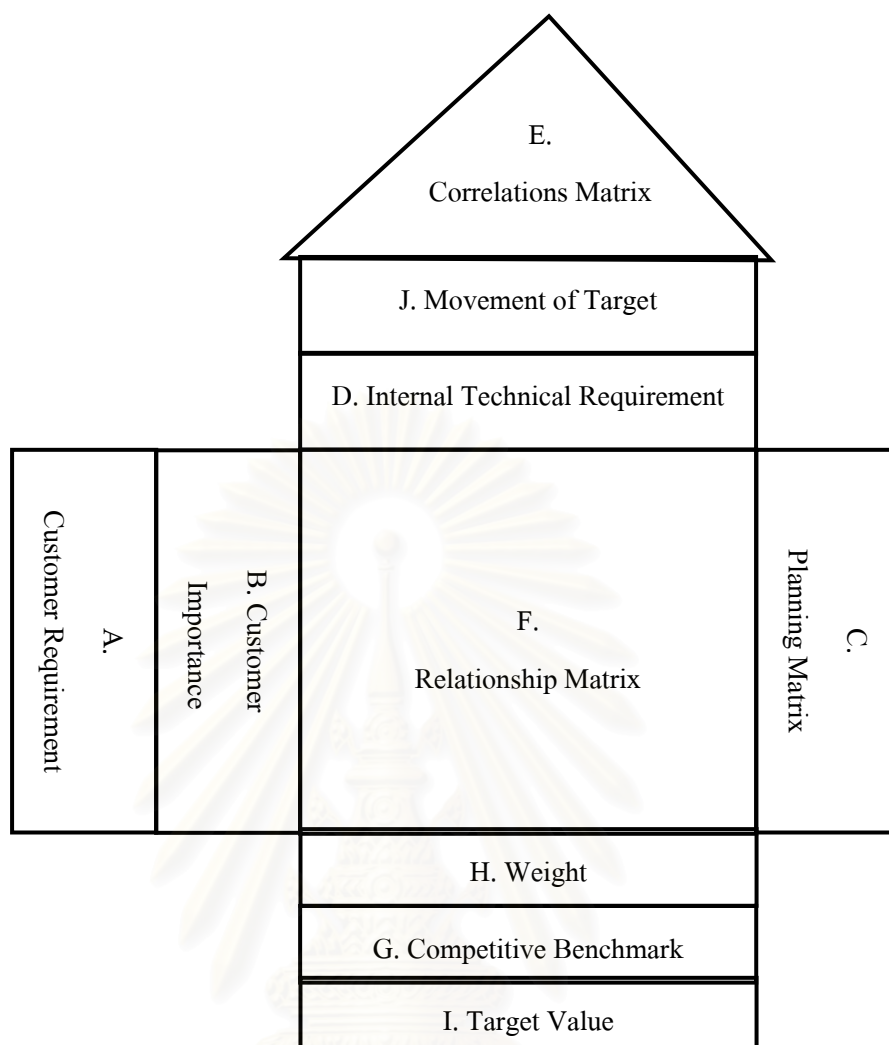 E.
Correlations Matrix
J. Movement of Target
D. Internal Technical Requirement
A.
Customer Requirement
B. Customer
Importance
F.
Relationship Matrix
C.
Planning Matrix
H. Weight
G. Competitive Benchmark
I. Target Value